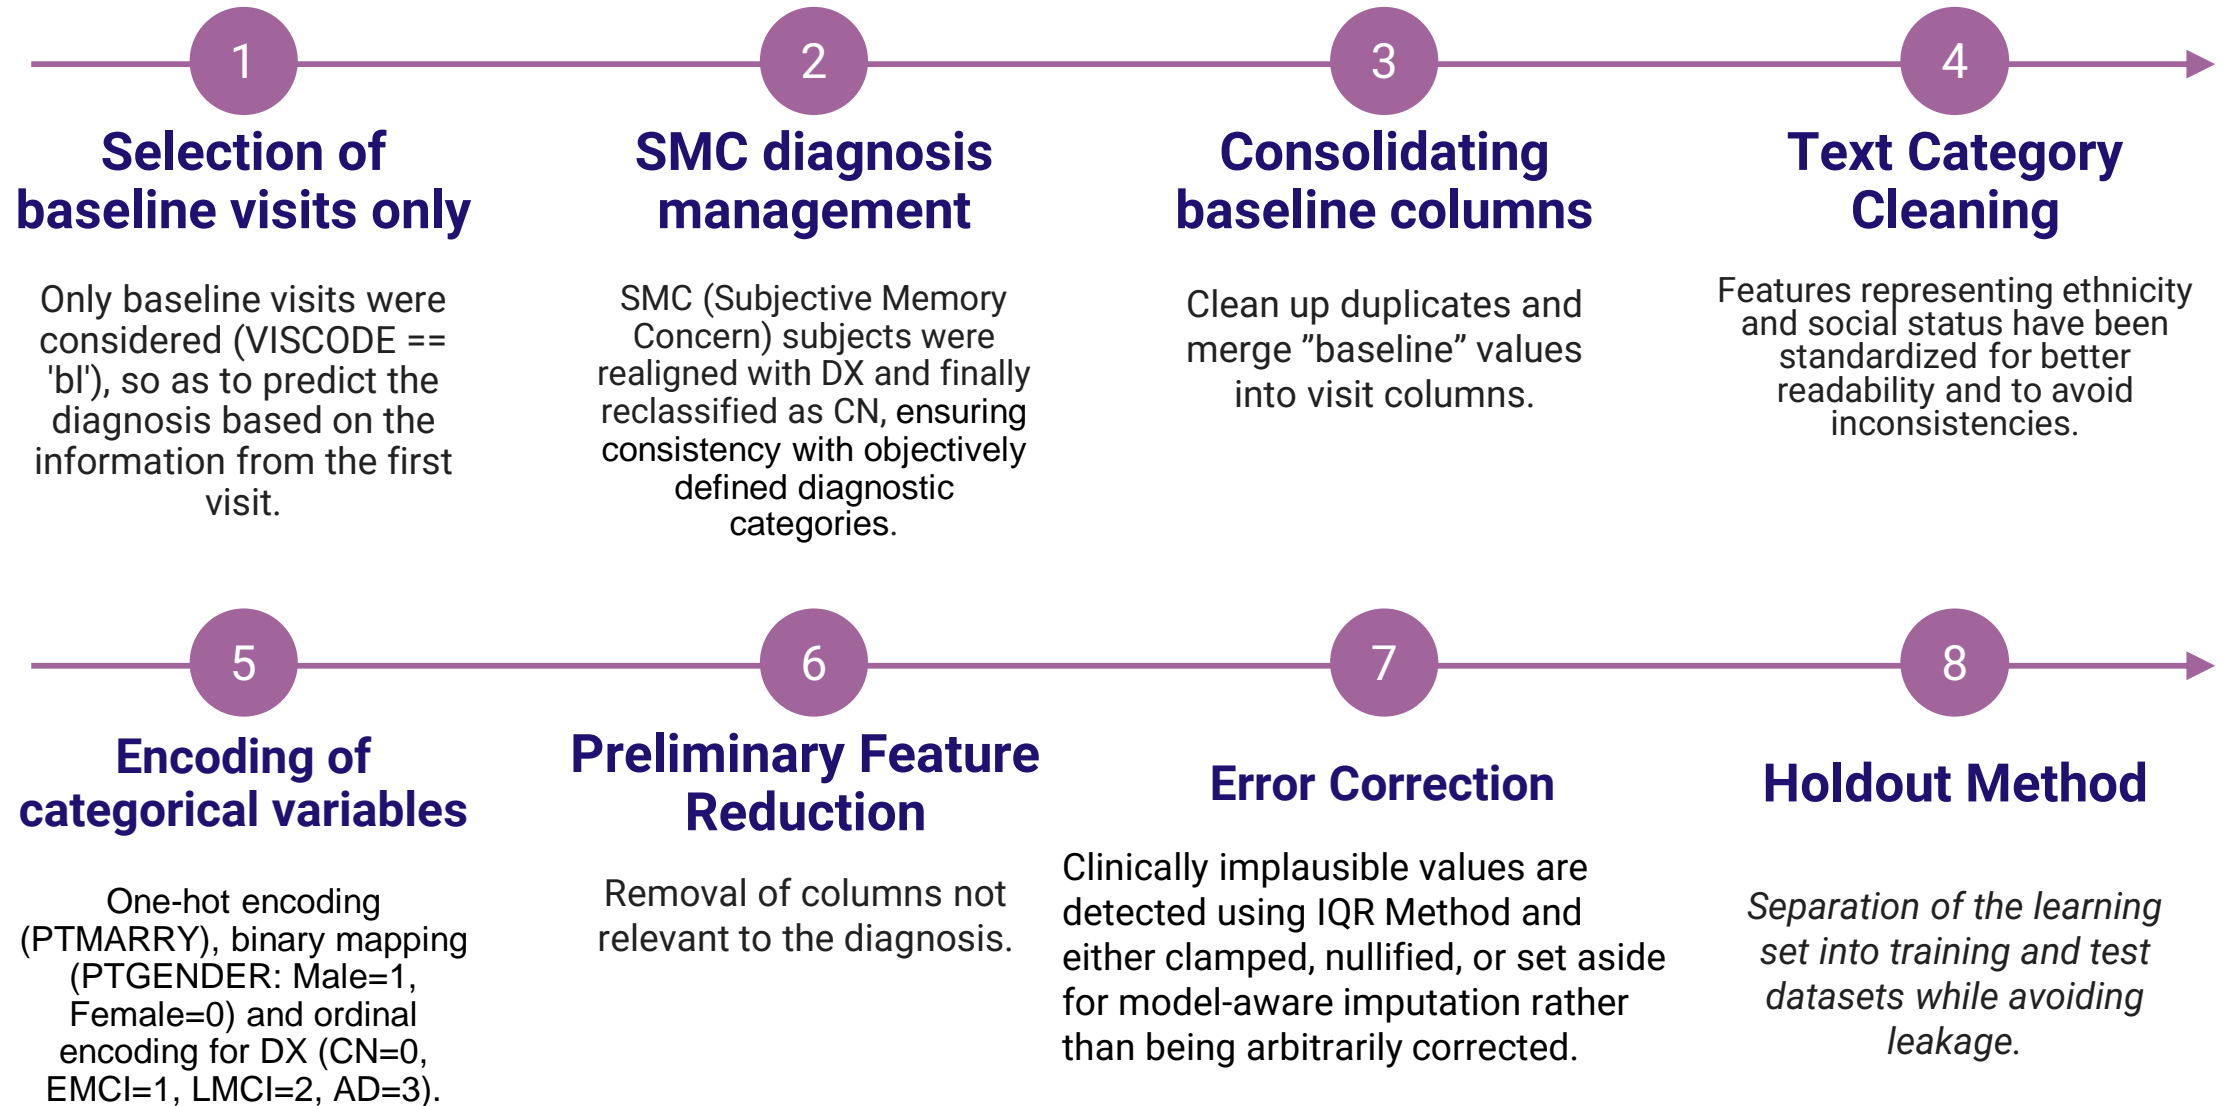 1
2
3
4
Selection of
baseline visits only
Only baseline visits were
considered (VISCODE ==
'bl'), so as to predict the
diagnosis based on the
information from the first
visit.
SMC diagnosis
management
SMC (Subjective Memory
Concern) subjects were
realigned with DX and finally
reclassified as CN, ensuring
consistency with objectively
defined diagnostic
categories.
Consolidating
baseline columns
Clean up duplicates and
merge ”baseline” values
into visit columns.
Text Category
Cleaning
Features representing ethnicity
and social status have been
standardized for better
readability and to avoid
inconsistencies.
5
6
7
8
Encoding of
categorical variables
One-hot encoding
(PTMARRY), binary mapping
(PTGENDER: Male=1,
Female=0) and ordinal
encoding for DX (CN=0,
EMCI=1, LMCI=2, AD=3).
Preliminary Feature
Reduction
Removal of columns not
relevant to the diagnosis.
Error Correction
Clinically implausible values are
detected using IQR Method and
either clamped, nullified, or set aside
for model-aware imputation rather
than being arbitrarily corrected.
Holdout Method
Separation of the learning
set into training and test
datasets while avoiding
leakage.